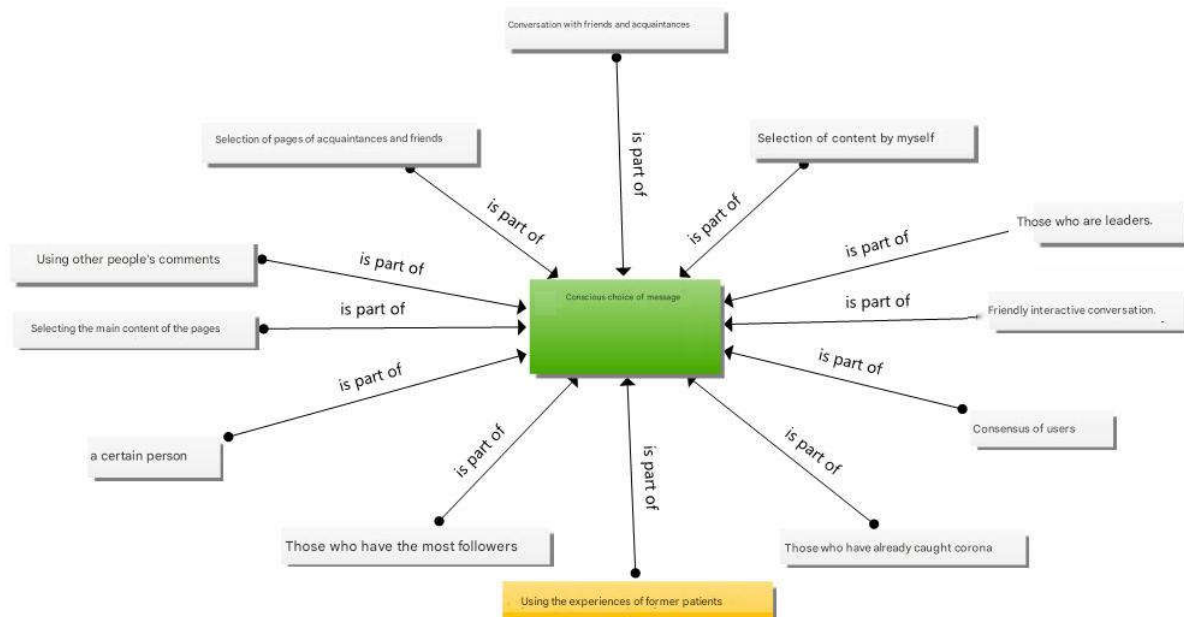 Conversation with friends and acquaintances
is part of
Selection of pages of acquaintances and friends
is part of
Selection of content by myself
is part of
Those who are leaders.
is part of
Using other people's comments
is part of
Conscious choice of message
Selecting the main content of the pages
is part of
Friendly interactive conversation.
is part of
a certain person
is part of
Consensus of users
is part of
Those who have the most followers
is part of
Using the experiences of former patients
is part of
Those who have already caught corona
is part of